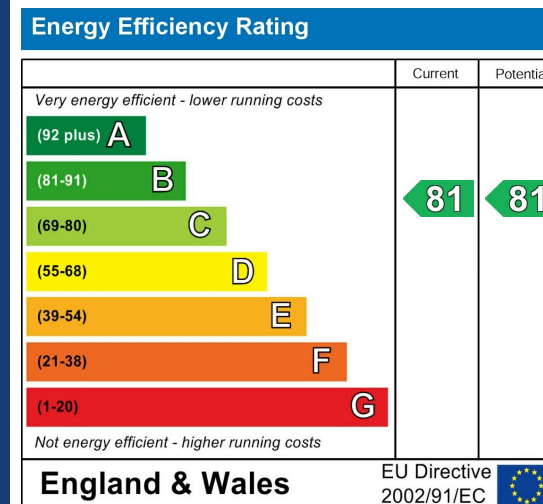 Energy Efficiency Rating
Current Potentia
Very energy efficient - lower running costs
(92 plus) A
(81-91) B
81 81
(69-80) C
(55-68) D
(39-54) E
(21-38) F
(1-20) G
Not energy efficient - higher running costs
England & Wales
EU Directive
2002/91/EC